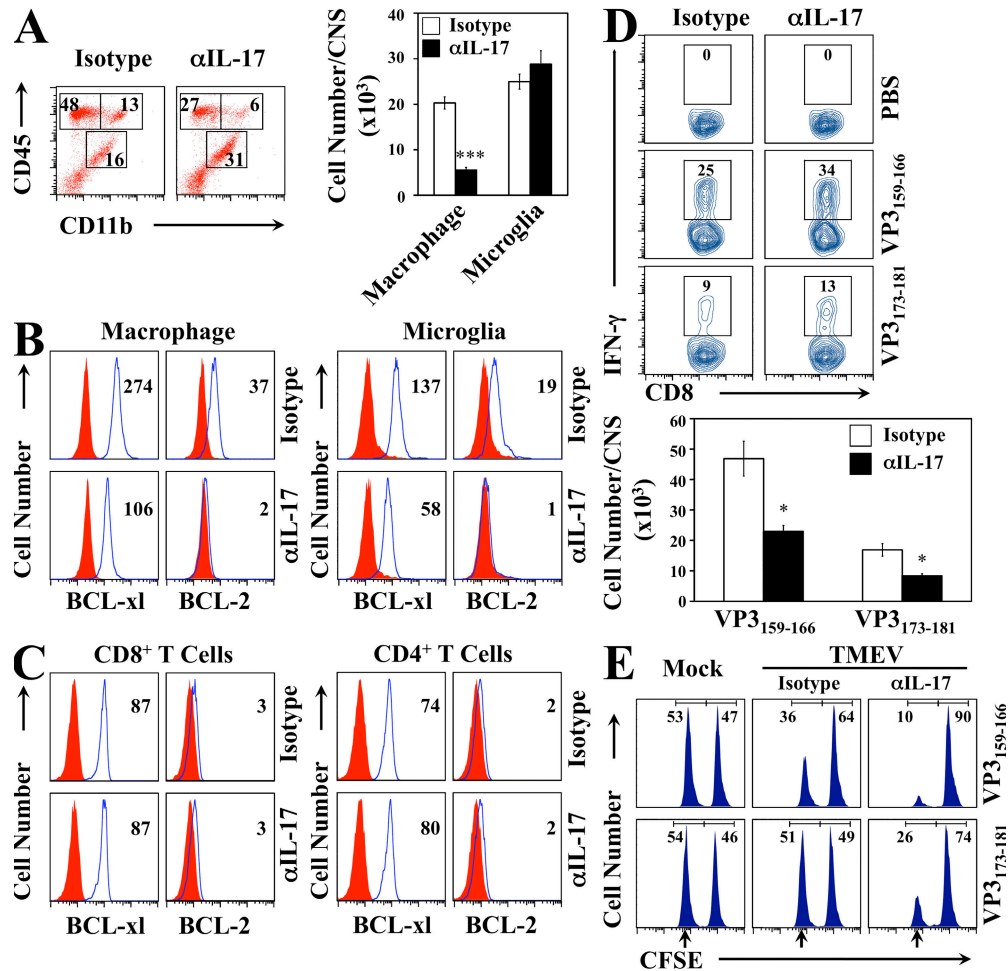 A
Isotype
αIL-17
48
13
16
27
6
31
CD45
CD11b
Isotype
αIL-17
Cell Number/CNS
(x10³)
40
30
20
10
0
***
Macrophage
Microglia
B
Macrophage
Microglia
274
37
137
19
Isotype
106
2
58
1
αIL-17
Cell Number
Cell Number
BCL-xl
BCL-2
BCL-xl
BCL-2
C
CD8⁺ T Cells
CD4⁺ T Cells
87
3
74
2
Isotype
87
3
80
2
αIL-17
Cell Number
Cell Number
BCL-xl
BCL-2
BCL-xl
BCL-2
D
Isotype
αIL-17
0
0
PBS
25
34
VP3₁₅₉₋₁₆₆
9
13
VP3₁₇₃₋₁₈₁
IFN-γ
CD8
Isotype
αIL-17
Cell Number/CNS
(x10³)
60
50
40
30
20
10
0
*
*
VP3₁₅₉₋₁₆₆
VP3₁₇₃₋₁₈₁
E
Mock
TMEV
Isotype
αIL-17
53
47
36
64
10
90
VP3₁₅₉₋₁₆₆
54
46
51
49
26
74
VP3₁₇₃₋₁₈₁
Cell Number
CFSE